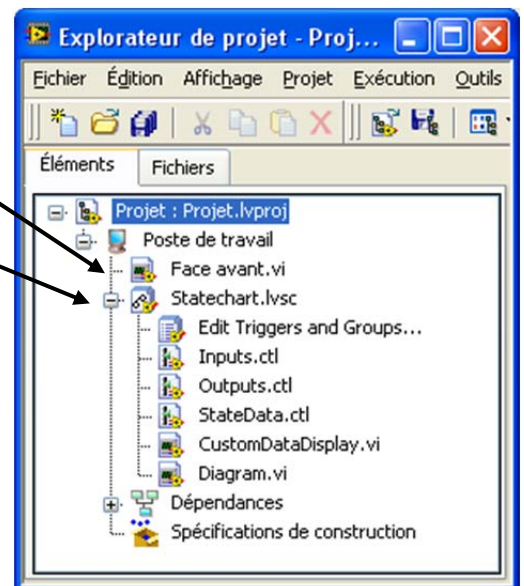 Explorateur de projet - Proj...
Fichier Édition Affichage Projet Exécution Outils
Éléments Fichiers
Projet : Projet.lvproj
Poste de travail
Face avant.vi
Statechart.lvsc
Edit Triggers and Groups...
Inputs.ctl
Outputs.ctl
StateData.ctl
CustomDataDisplay.vi
Diagram.vi
Dépendances
Spécifications de construction